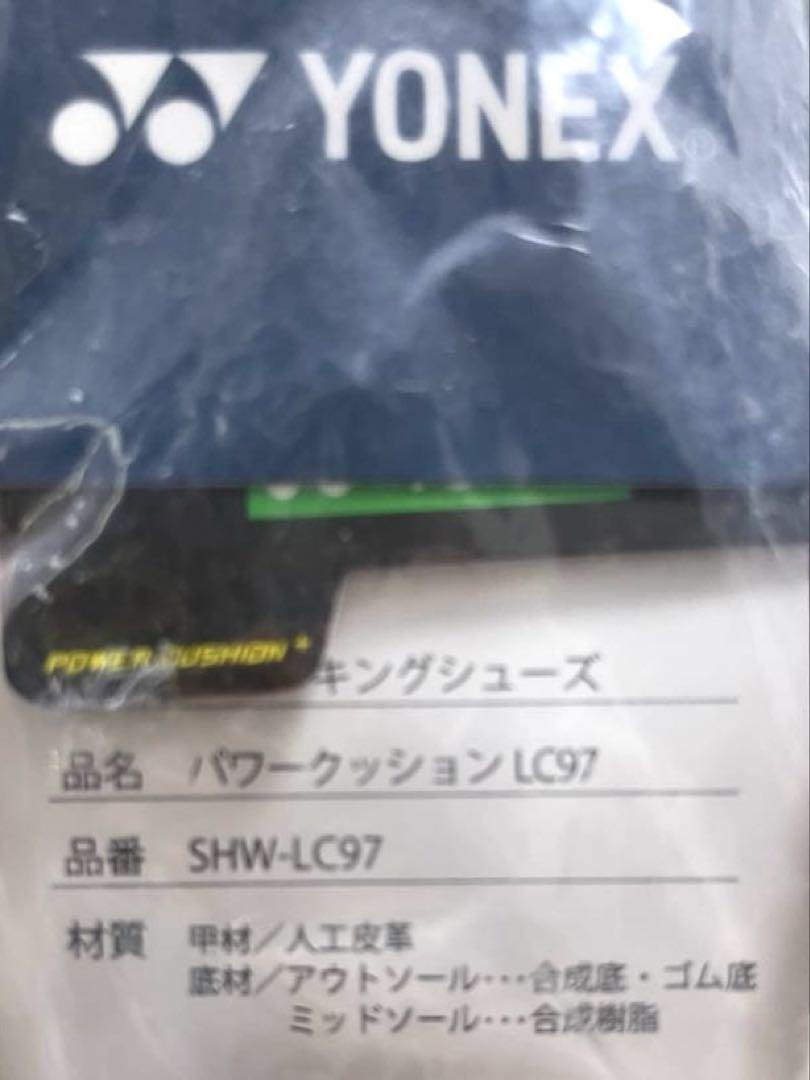 YONEX
POWER CUSHION +
キングシューズ
品名 パワークッション LC97
品番 SHW-LC97
材質 甲材／人工皮革
底材／アウトソール･･･合成底・ゴム底
ミッドソール･･･合成樹脂